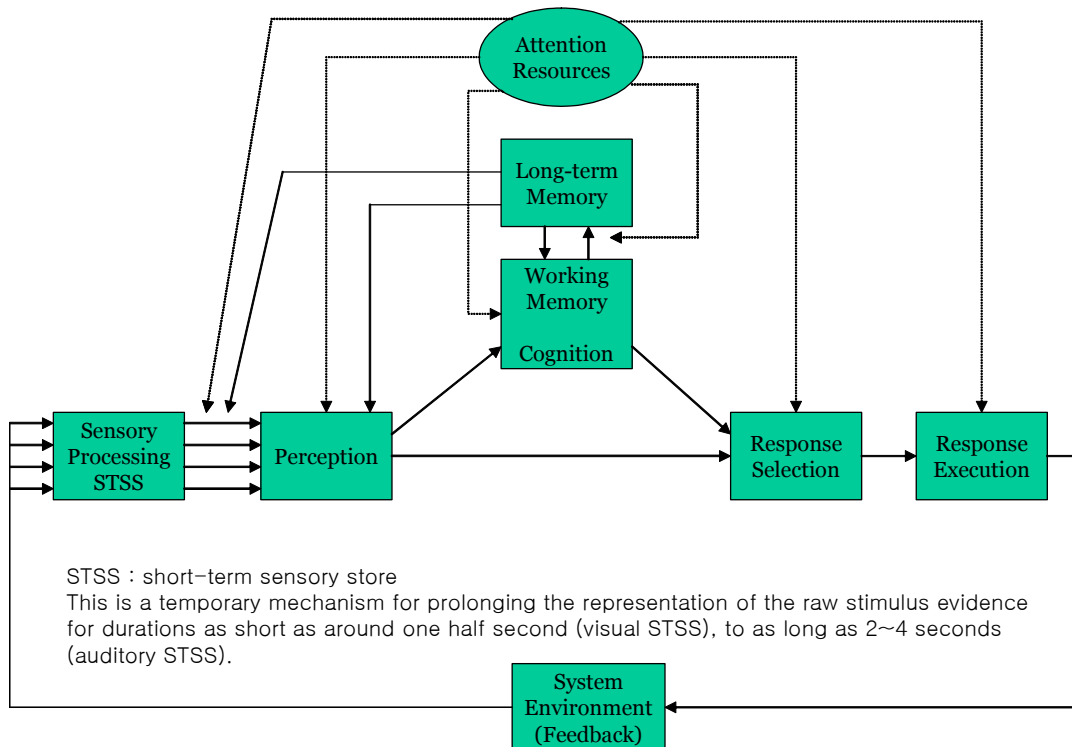 Attention
Resources
Long-term
Memory
Working
Memory
Cognition
Sensory
Processing
STSS
Perception
Response
Selection
Response
Execution
STSS : short-term sensory store
This is a temporary mechanism for prolonging the representation of the raw stimulus evidence
for durations as short as around one half second (visual STSS), to as long as 2~4 seconds
(auditory STSS).
System
Environment
(Feedback)